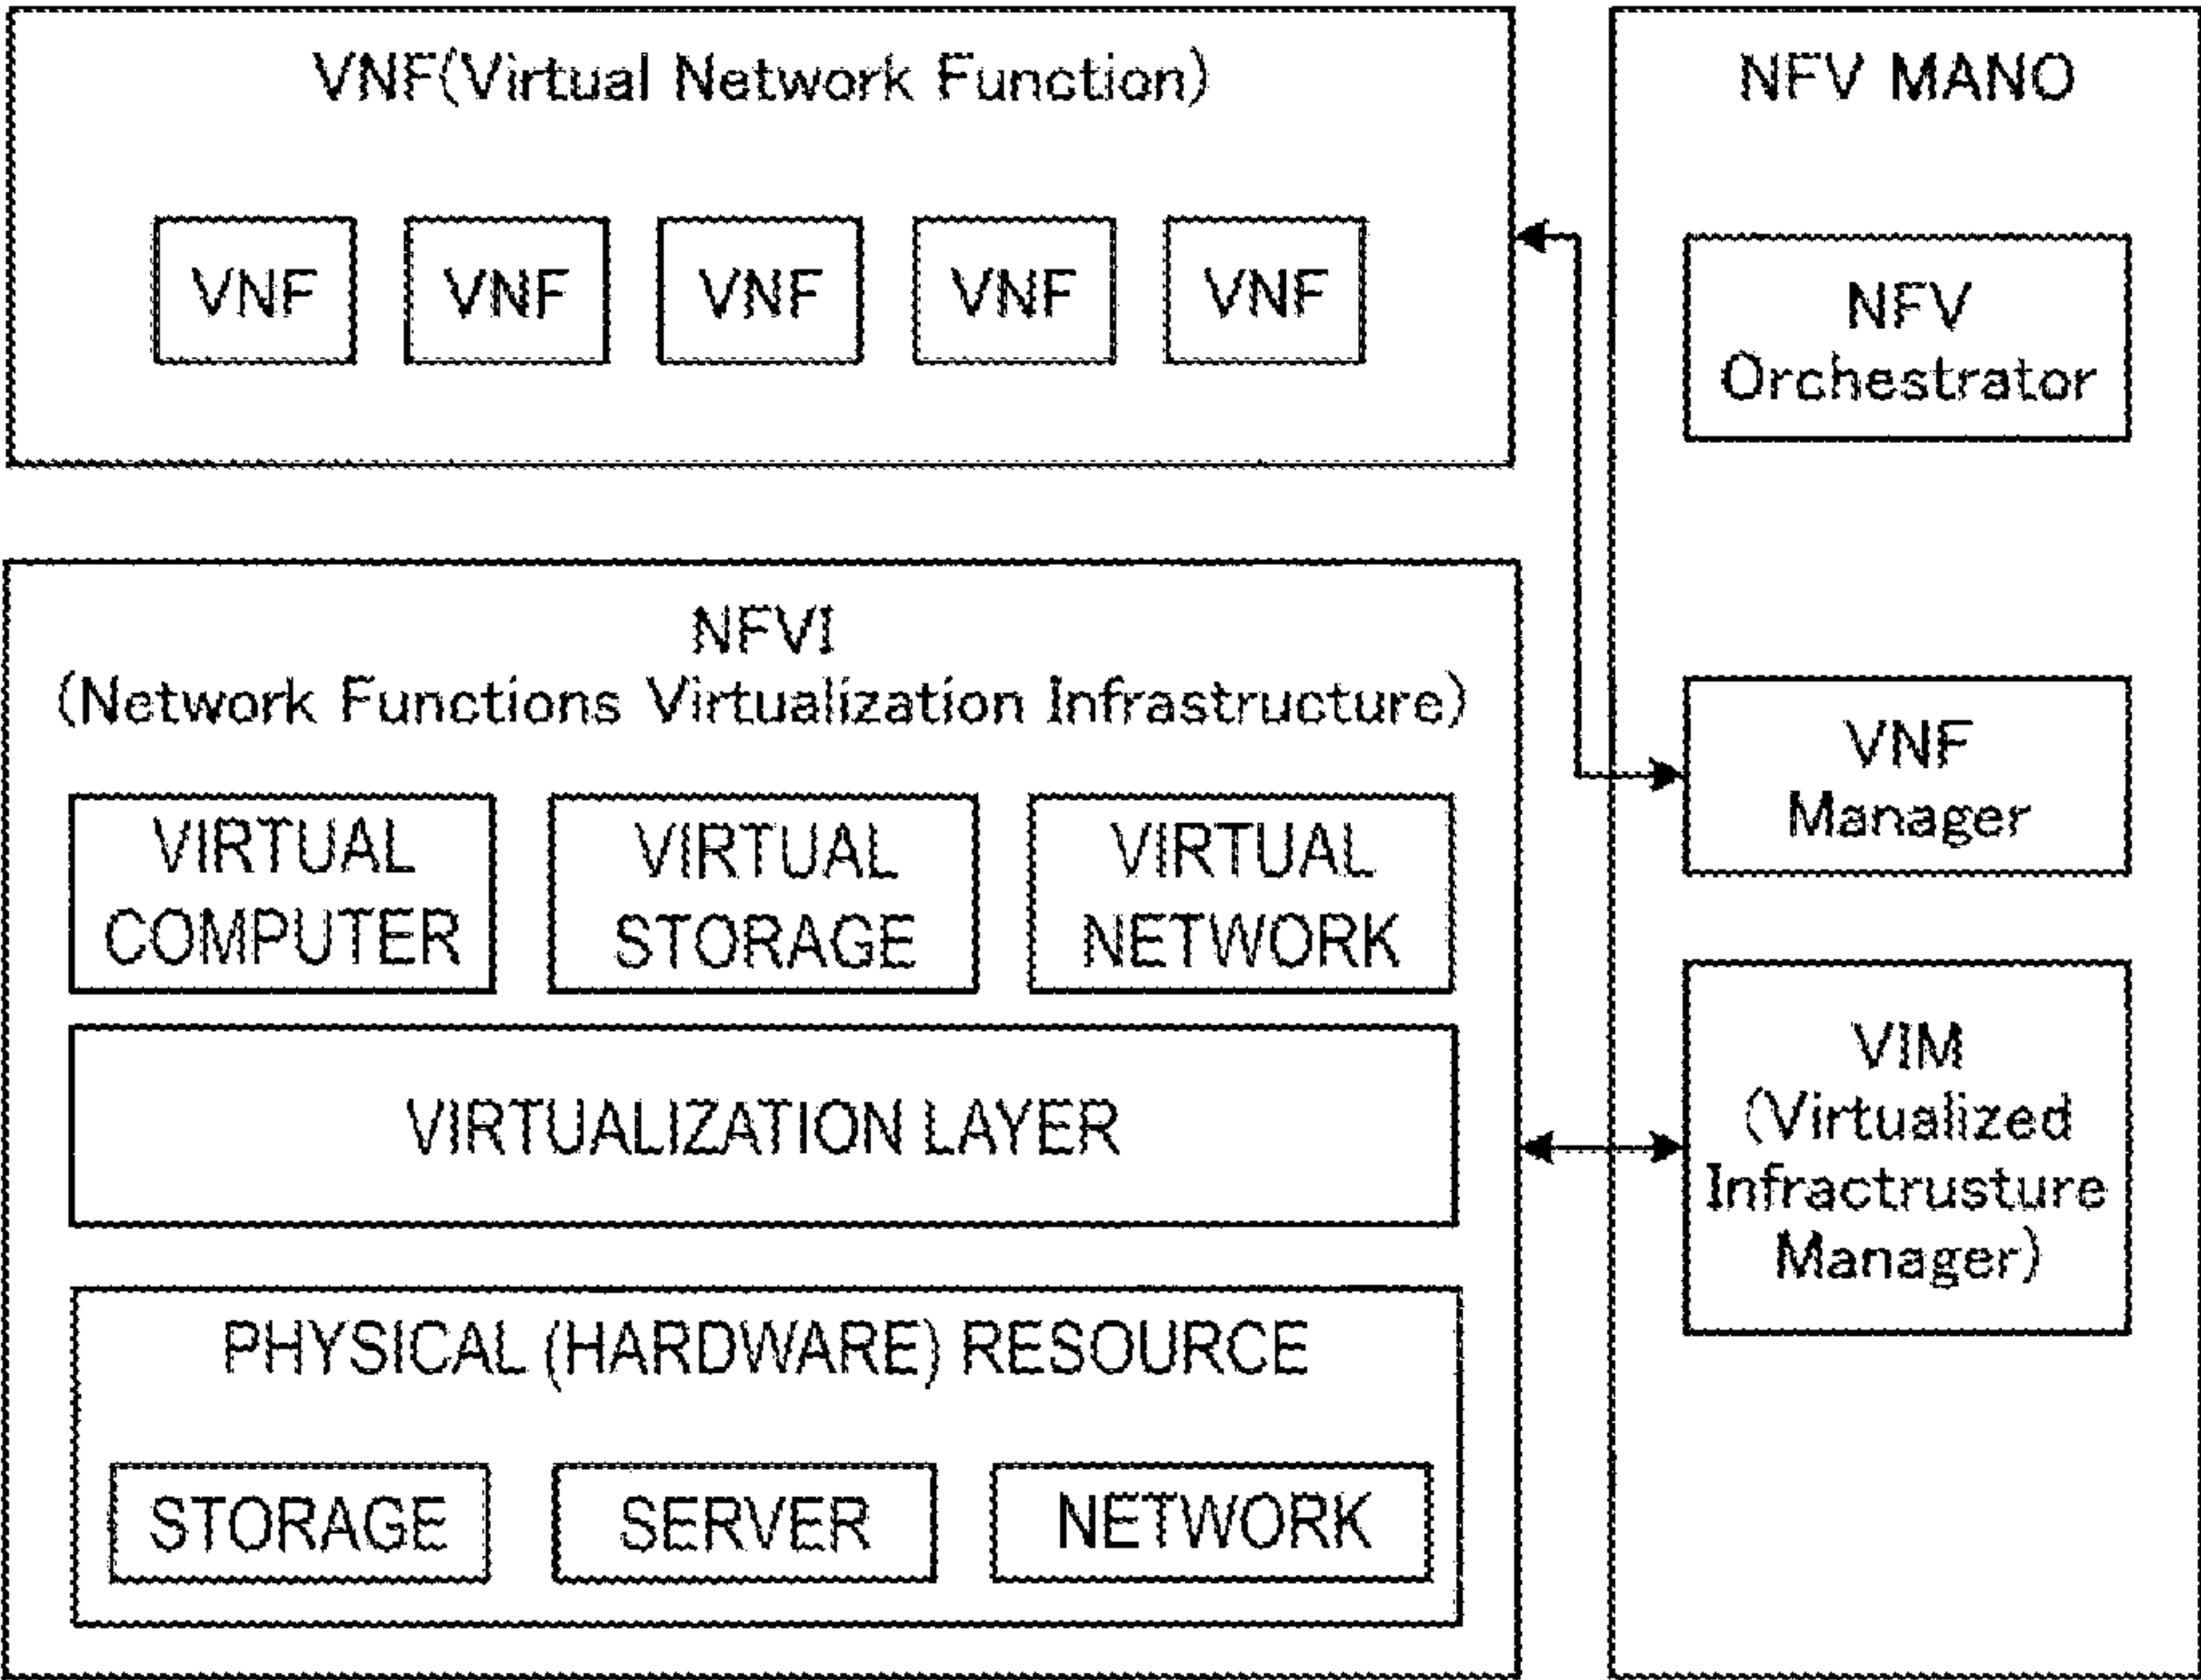 VNF(Virtual Network Function)
VNF
VNF
VNF
VNF
VNF
NFVI
(Network Functions Virtualization Infrastructure)
VIRTUAL
COMPUTER
VIRTUAL
STORAGE
VIRTUAL
NETWORK
VIRTUALIZATION LAYER
PHYSICAL (HARDWARE) RESOURCE
STORAGE
SERVER
NETWORK
NFV MANO
NFV
Orchestrator
VNF
Manager
VIM
(Virtualized
Infractrusture
Manager)